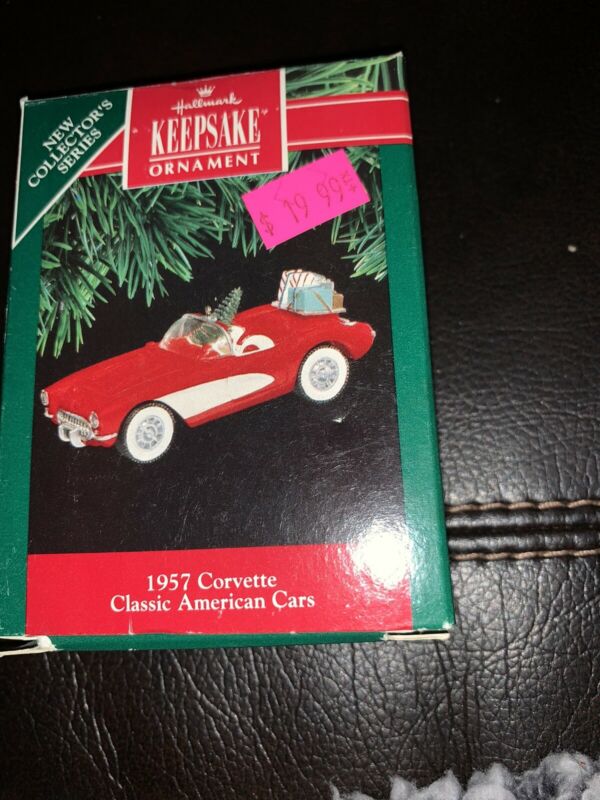 NEW
COLLECTOR'S
SERIES
Hallmark
KEEPSAKE
ORNAMENT
$ 19 99
1957 Corvette
Classic American Cars